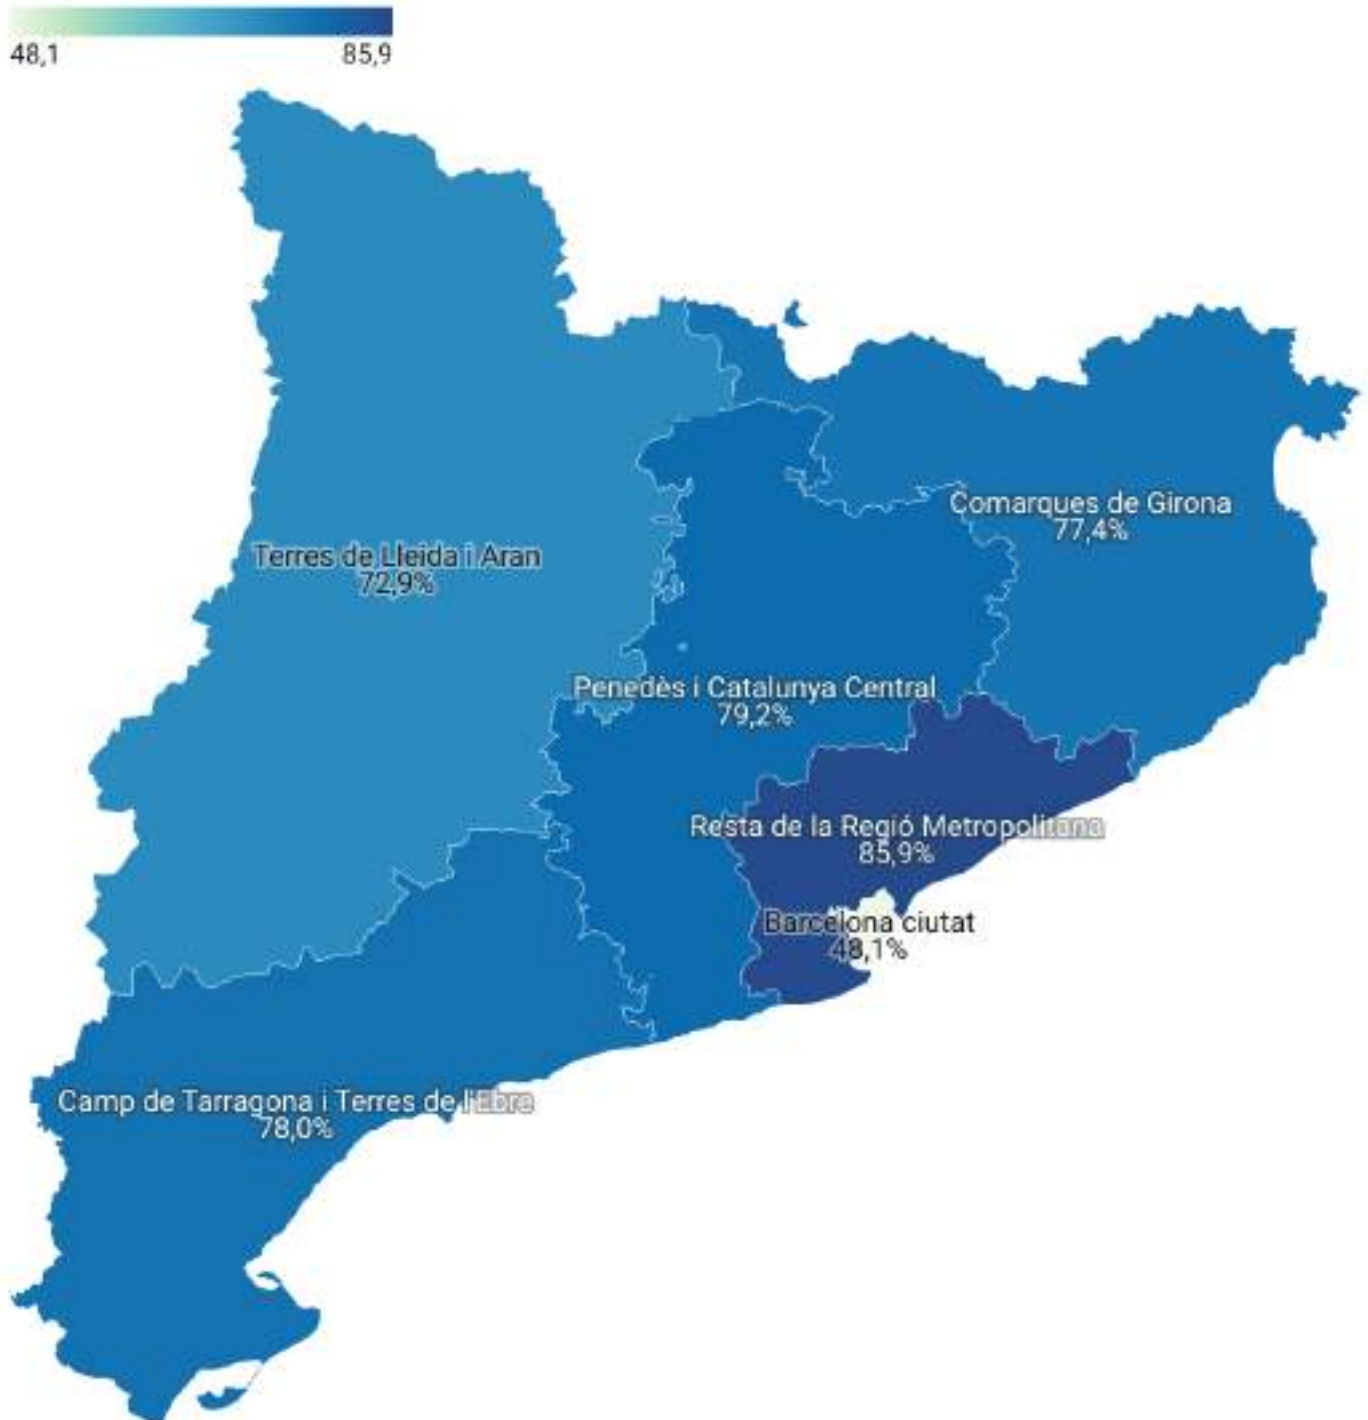 48,1 85,9
Comarques de Girona
77,4%
Terres de Lleida i Aran
72,9%
Penedès i Catalunya Central
79,2%
Resta de la Regió Metropolitana
85,9%
Barcelona ciutat
48,1%
Camp de Tarragona i Terres de l'Ebre
78,0%